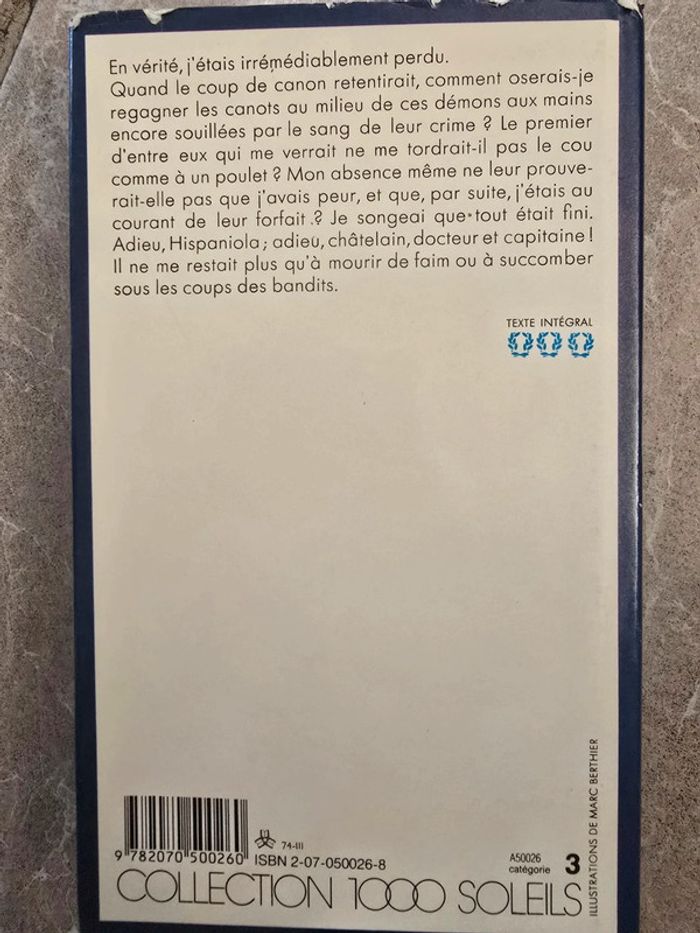 En vérité, j'étais irrémédiablement perdu.
Quand le coup de canon retentirait, comment oserais-je
regagner les canots au milieu de ces démons aux mains
encore souillées par le sang de leur crime ? Le premier
d'entre eux qui me verrait ne me tordrait-il pas le cou
comme à un poulet ? Mon absence même ne leur prouve-
rait-elle pas que j'avais peur, et que, par suite, j'étais au
courant de leur forfait ? Je songeai que tout était fini.
Adieu, Hispaniola ; adieu, châtelain, docteur et capitaine !
Il ne me restait plus qu'à mourir de faim ou à succomber
sous les coups des bandits.
TEXTE INTÉGRAL
ILLUSTRATIONS DE MARC BERTHIER
74-III
9 782070 500260
ISBN 2-07-050026-8
A50026
catégorie 3
COLLECTION 1000 SOLEILS